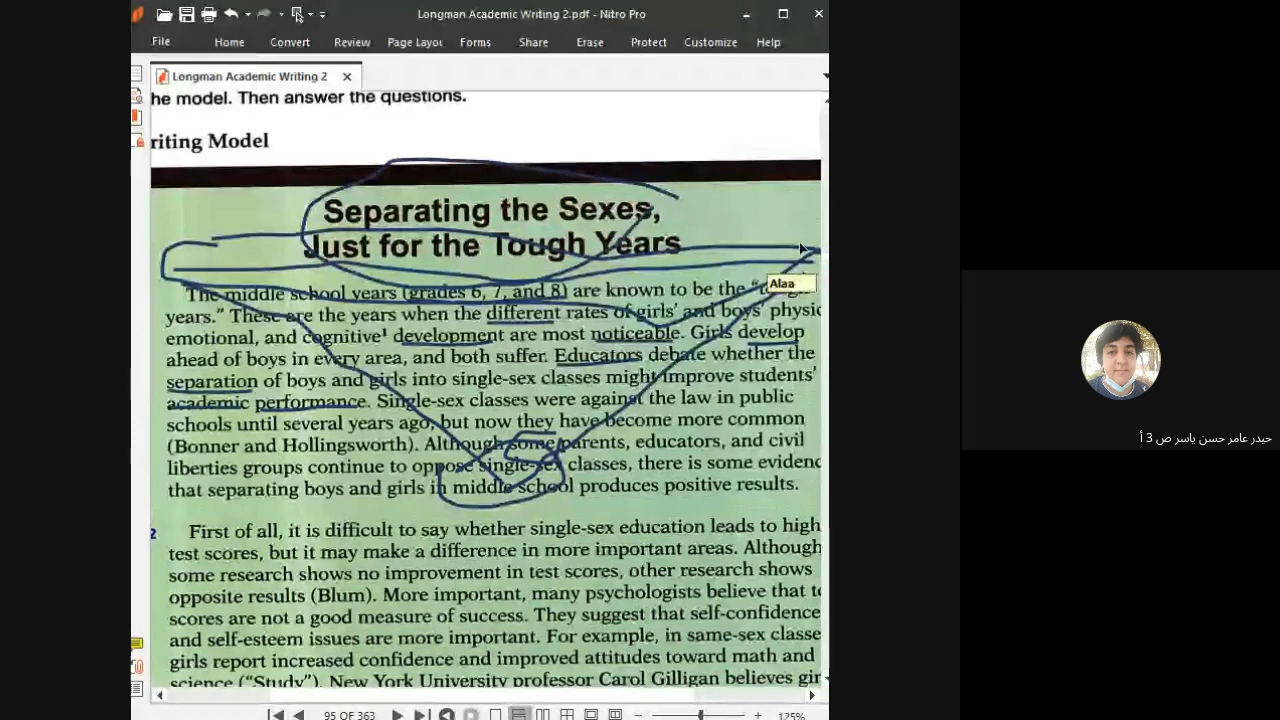 Longman Academic Writing 2.pdf - Nitro Pro
File Home Convert Review Page Layou Forms Share Erase Protect Customize Help
Longman Academic Writing 2
he model. Then answer the questions.
riting Model
Separating the Sexes,
Just for the Tough Years
The middle school years (grades 6, 7, and 8) are known to be the
Alaa
years.” These are the years when the different rates of girls’ and boys’ physic
emotional, and cognitive¹ development are most noticeable. Girls develop
ahead of boys in every area, and both suffer. Educators debate whether the
separation of boys and girls into single-sex classes might improve students’
academic performance. Single-sex classes were against the law in public
schools until several years ago, but now they have become more common
(Bonner and Hollingsworth). Although some parents, educators, and civil
liberties groups continue to oppose single-sex classes, there is some evidenc
that separating boys and girls in middle school produces positive results.
2 First of all, it is difficult to say whether single-sex education leads to high
test scores, but it may make a difference in more important areas. Although
some research shows no improvement in test scores, other research shows
opposite results (Blum). More important, many psychologists believe that te
scores are not a good measure of success. They suggest that self-confidence
and self-esteem issues are more important. For example, in same-sex classe
girls report increased confidence and improved attitudes toward math and
science (“Study”). New York University professor Carol Gilligan believes gir
95 OF 363
125%
حيدر عامر حسن ياسر ص 3 أ